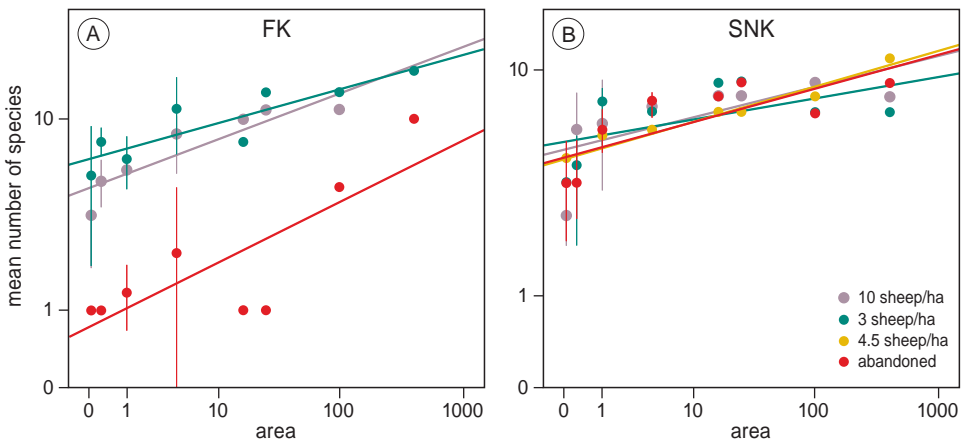 A
FK
B
SNK
mean number of species
10
1
0
0
1
10
100
1000
area
10
1
0
0
1
10
100
1000
area
10 sheep/ha
3 sheep/ha
4.5 sheep/ha
abandoned